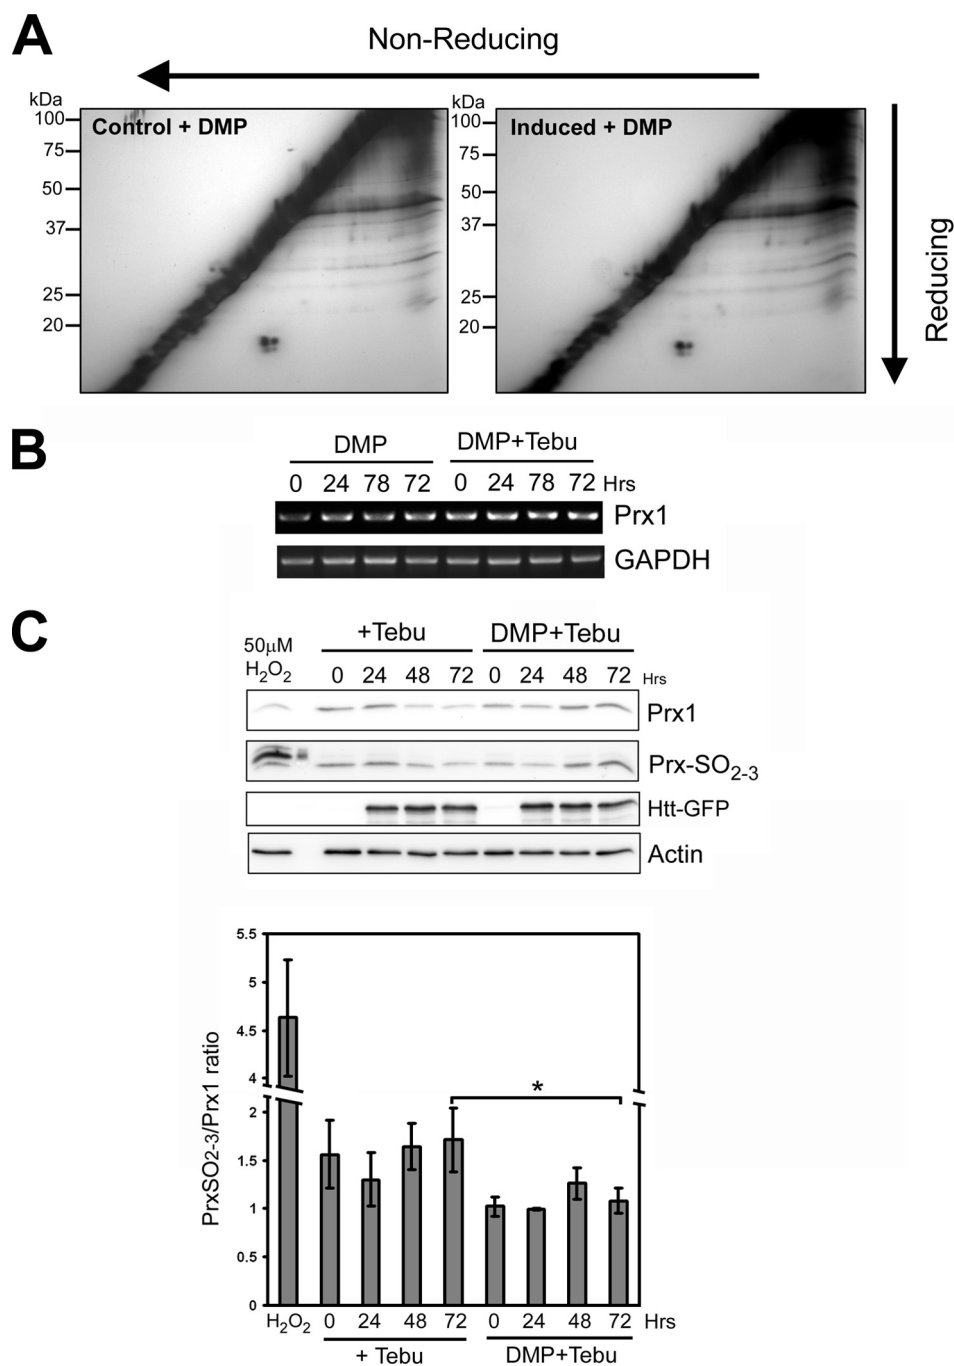 A
Non-Reducing
kDa
100
75
50
37
25
20
Control + DMP
kDa
100
75
50
37
25
20
Induced + DMP
Reducing
B
DMP DMP+Tebu
0 24 78 72 0 24 78 72 Hrs
Prx1
GAPDH
C
50μM
H₂O₂
+Tebu DMP+Tebu
0 24 48 72 0 24 48 72 Hrs
Prx1
Prx-SO₂₋₃
Htt-GFP
Actin
PrxSO2-3/Prx1 ratio
5.5
5
4.5
4
2
1.5
1
0.5
0
*
H₂O₂ 0 24 48 72 0 24 48 72 Hrs
+ Tebu DMP+Tebu